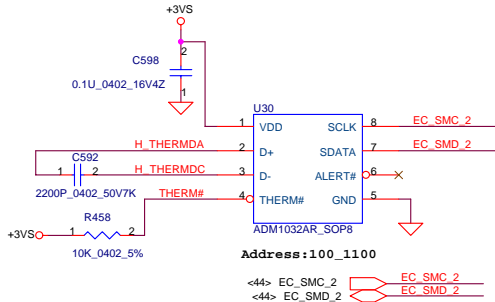 +3VS
C598
2
0.1U_0402_16V4Z
1
U30
1 VDD SCLK 8 EC_SMC_2
H_THERMDA 2 D+ SDATA 7 EC_SMD_2
C592
1 2 H_THERMDC 3 D- ALERT# 6
2200P_0402_50V7K THERM# 4 THERM# GND 5
R458
+3VS 1 2
10K_0402_5%
ADM1032AR_SOP8
Address:100_1100
<44> EC_SMC_2 EC_SMC_2
<44> EC_SMD_2 EC_SMD_2